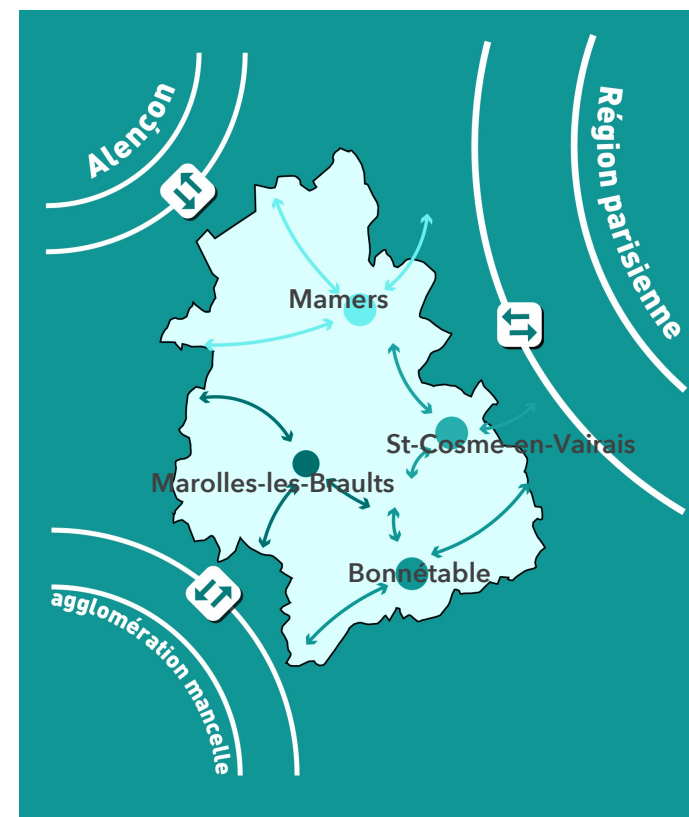 Alençon
Région parisienne
Mamers
St-Cosme-en-Vairais
Marolles-les-Braults
Bonnétable
agglomération mancelle